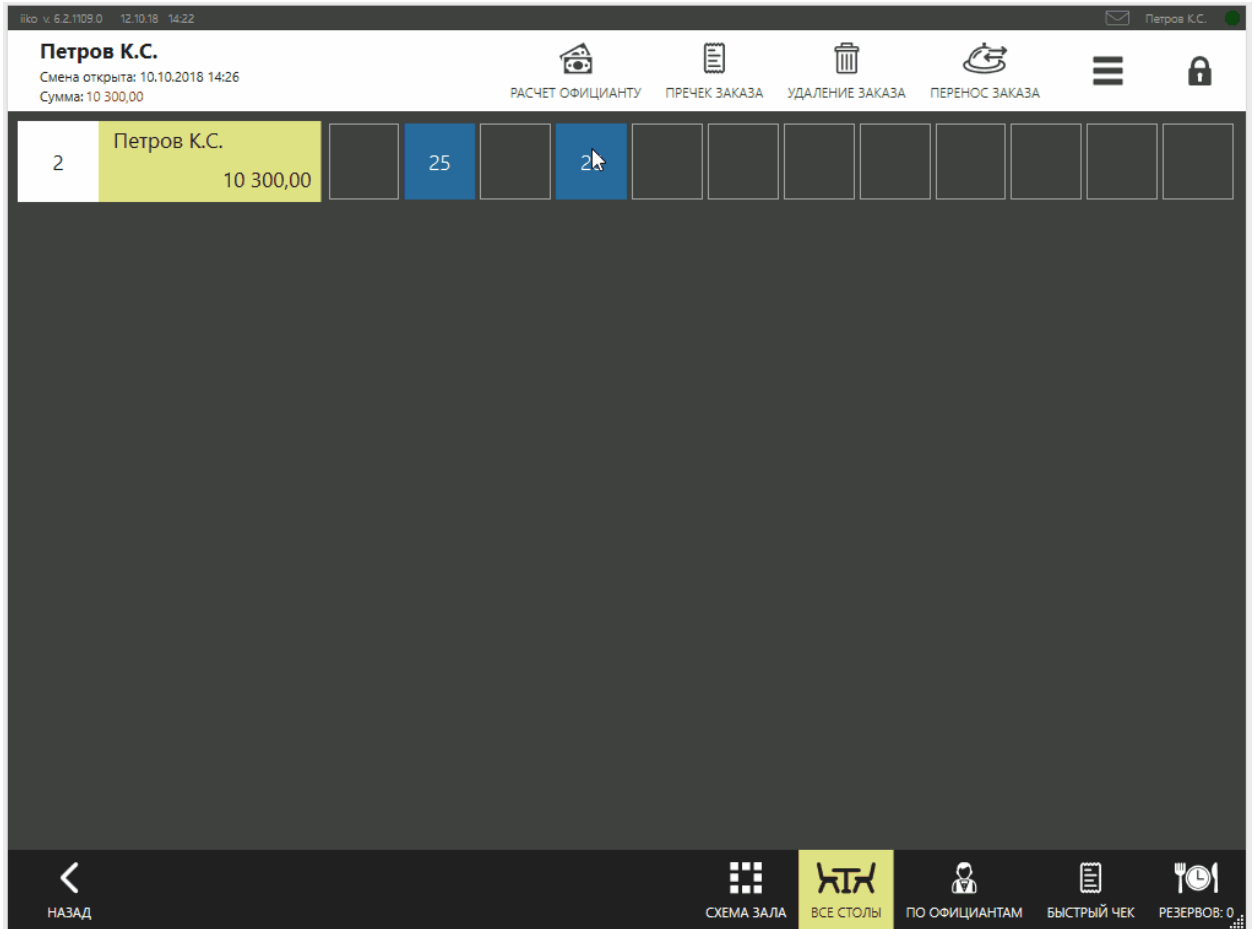 iiko v. 6.2.1109.0 12.10.18 14:22 Петров К.С.
Петров К.С.
Смена открыта: 10.10.2018 14:26
Сумма: 10 300,00
РАСЧЕТ ОФИЦИАНТУ ПРЕЧЕК ЗАКАЗА УДАЛЕНИЕ ЗАКАЗА ПЕРЕНОС ЗАКАЗА
2 Петров К.С. 25
10 300,00
НАЗАД СХЕМА ЗАЛА ВСЕ СТОЛЫ ПО ОФИЦИАНТАМ БЫСТРЫЙ ЧЕК РЕЗЕРВОВ: 0